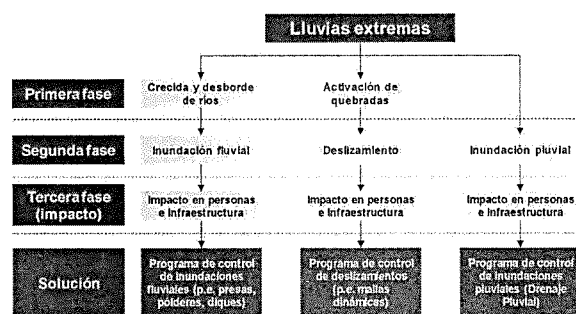 Lluvias extremas
Primera fase
Crecida y desborde
de ríos
Activación de
quebradas
Segunda fase
Inundación fluvial
Deslizamiento
Inundación pluvial
Tercera fase
(impacto)
Impacto en personas
e Infraestructura
Impacto en personas
e Infraestructura
Impacto en personas
e Infraestructura
Solución
Programa de control
de inundaciones
fluviales (p.e. presas,
pólderes, diques)
Programa de control
de deslizamientos
(p.e. mallas
dinámicas)
Programa de control
de inundaciones
pluviales (Drenaje
Pluvial)